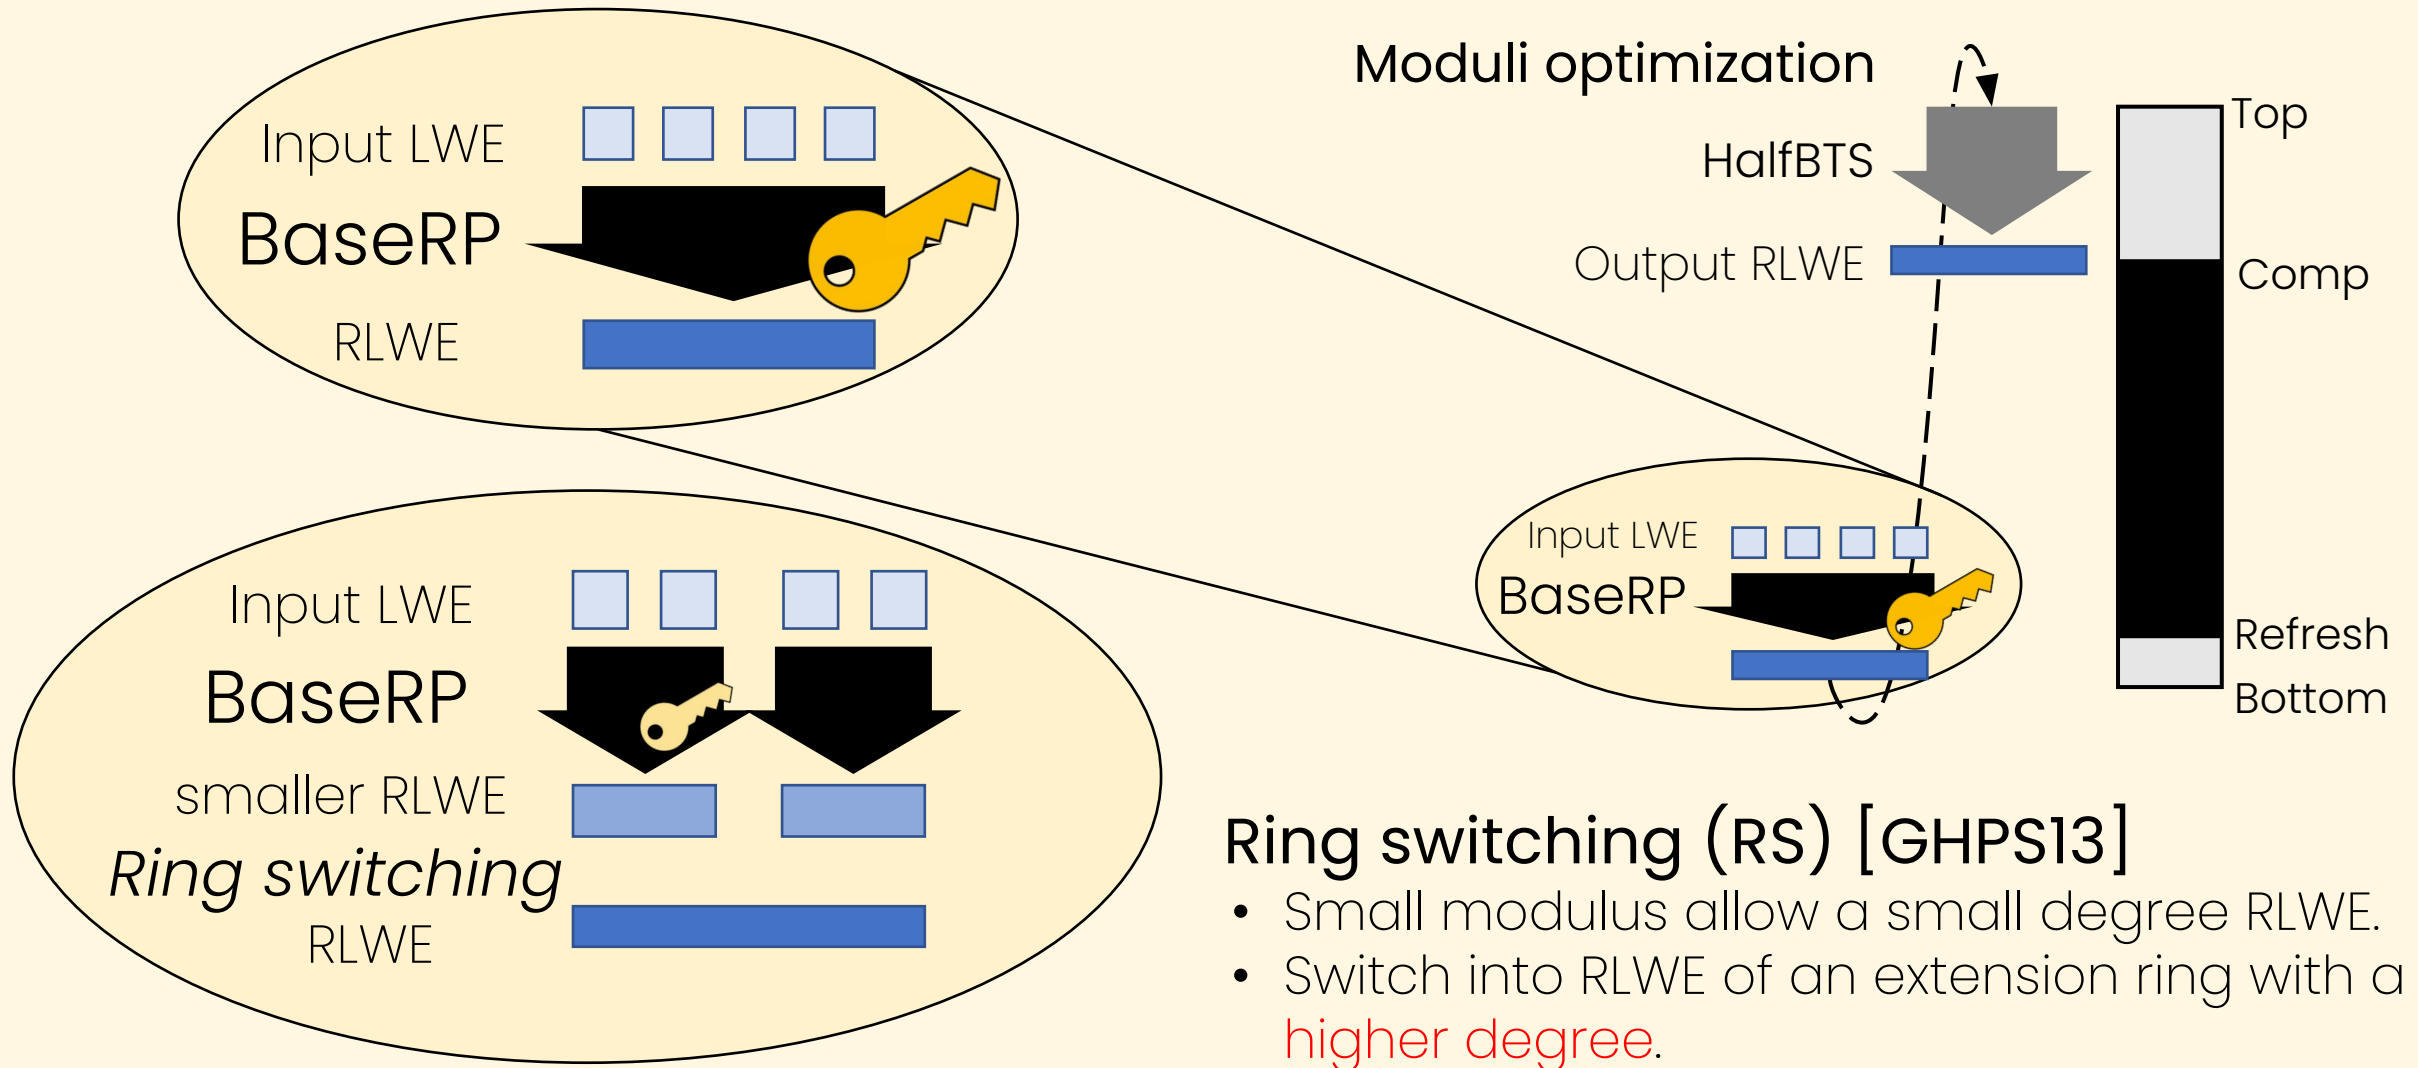 Input LWE
BaseRP
RLWE
Moduli optimization
HalfBTS
Output RLWE
Top
Comp
Refresh
Bottom
Input LWE
BaseRP
Input LWE
BaseRP
smaller RLWE
Ring switching
RLWE
Ring switching (RS) [GHPS13]
• Small modulus allow a small degree RLWE.
• Switch into RLWE of an extension ring with a
higher degree.